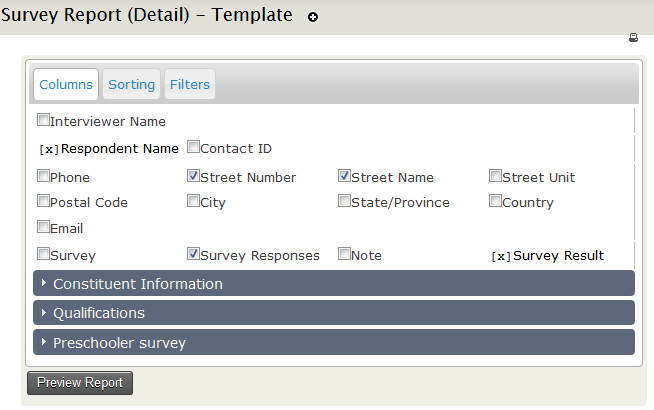 Survey Report (Detail) – Template
Columns Sorting Filters
Interviewer Name
[x] Respondent Name Contact ID
Phone Street Number Street Name Street Unit
Postal Code City State/Province Country
Email
Survey Survey Responses Note [x] Survey Result
Constituent Information
Qualifications
Preschooler survey
Preview Report